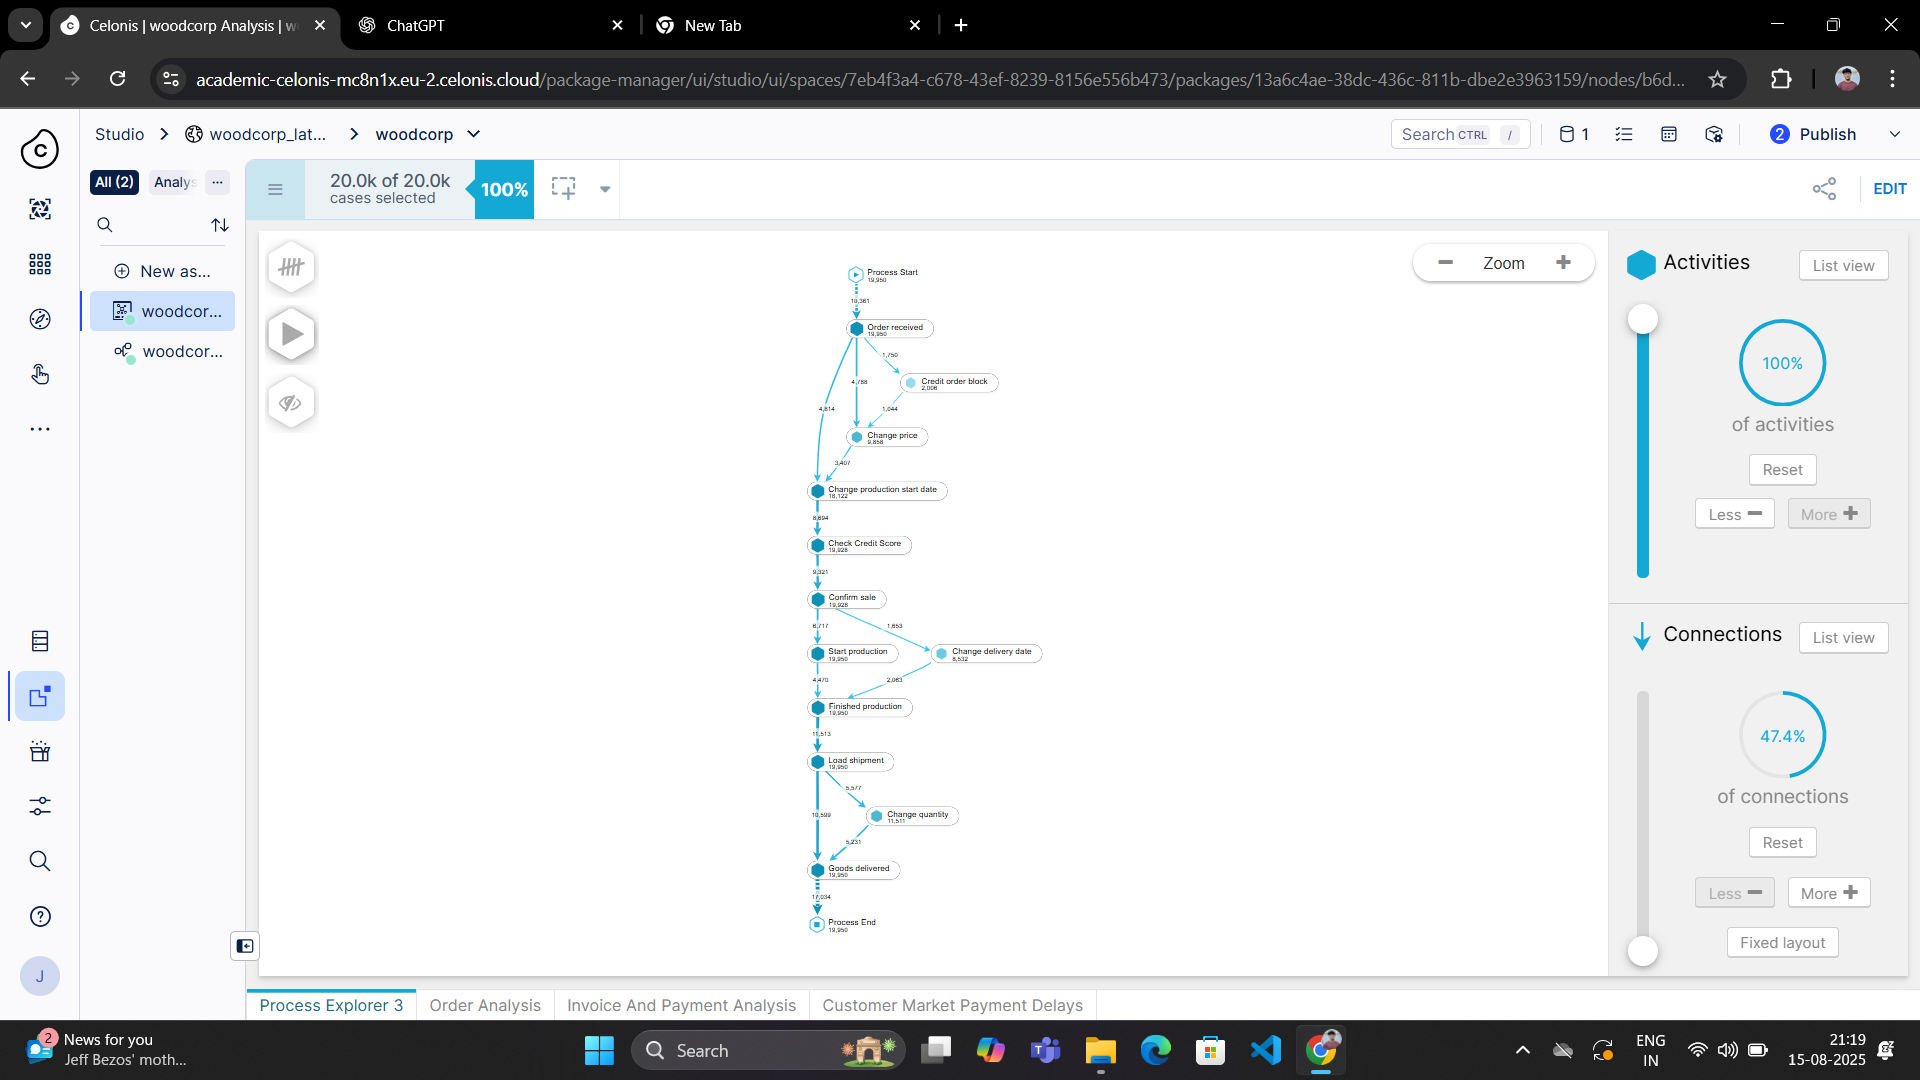 Celonis | woodcorp Analysis | w
ChatGPT
New Tab
academic-celonis-mc8n1x.eu-2.celonis.cloud/package-manager/ui/studio/ui/spaces/7eb4f3a4-c678-43ef-8239-8156e556b473/packages/13a6c4ae-38dc-436c-811b-dbe2e3963159/nodes/b6d...
Studio
woodcorp_lat...
woodcorp
Search CTRL /
1
2 Publish
All (2)
Analys
...
20.0k of 20.0k
cases selected
100%
EDIT
New as...
woodcor...
woodcor...
Process Start
19,950
10,361
Order received
19,950
1,750
Credit order block
2,006
4,788
4,814
1,044
Change price
9,858
3,407
Change production start date
18,122
8,694
Check Credit Score
19,928
9,321
Confirm sale
19,928
6,717
1,653
Start production
19,950
Change delivery date
8,532
4,470
2,063
Finished production
19,950
11,513
Load shipment
19,950
5,577
10,599
Change quantity
11,511
5,231
Goods delivered
19,950
17,034
Process End
19,950
Zoom
Activities
List view
100%
of activities
Reset
Less
More
Connections
List view
47.4%
of connections
Reset
Less
More
Fixed layout
J
Process Explorer 3
Order Analysis
Invoice And Payment Analysis
Customer Market Payment Delays
2
News for you
Jeff Bezos' moth...
Search
ENG
IN
21:19
15-08-2025